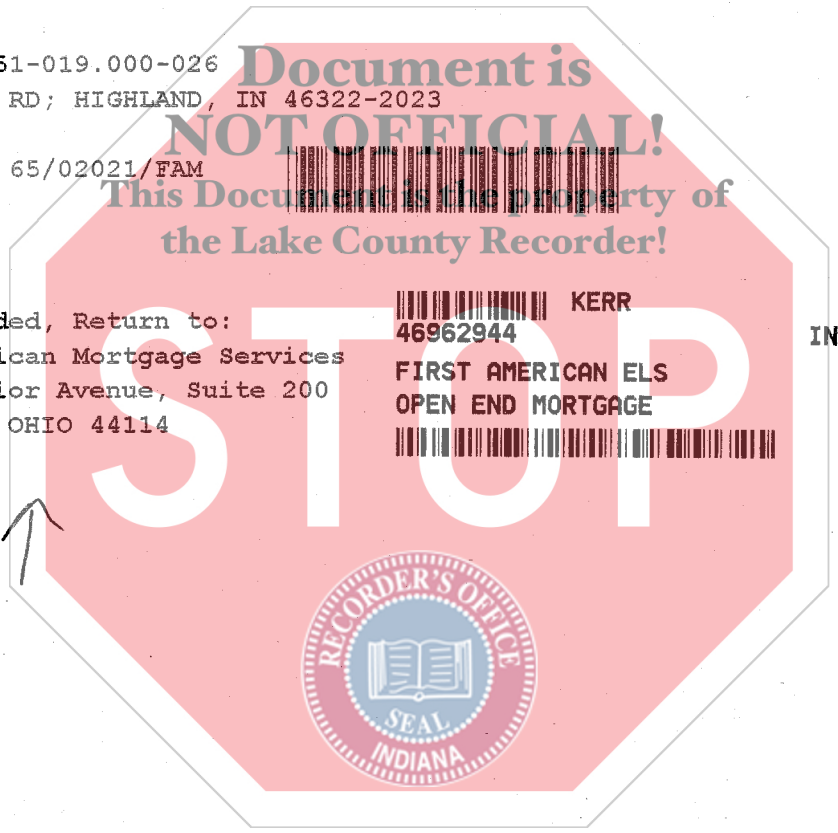 51-019.000-026
Document is
RD; HIGHLAND, IN 46322-2023
NOT OFFICIAL!
65/02021/FAM
This Document is the property of
the Lake County Recorder!
KERR
ded, Return to:
46962944
IN
ican Mortgage Services
FIRST AMERICAN ELS
ior Avenue, Suite 200
OPEN END MORTGAGE
OHIO 44114
STOP
RECORDER'S OFFICE
SEAL
INDIANA